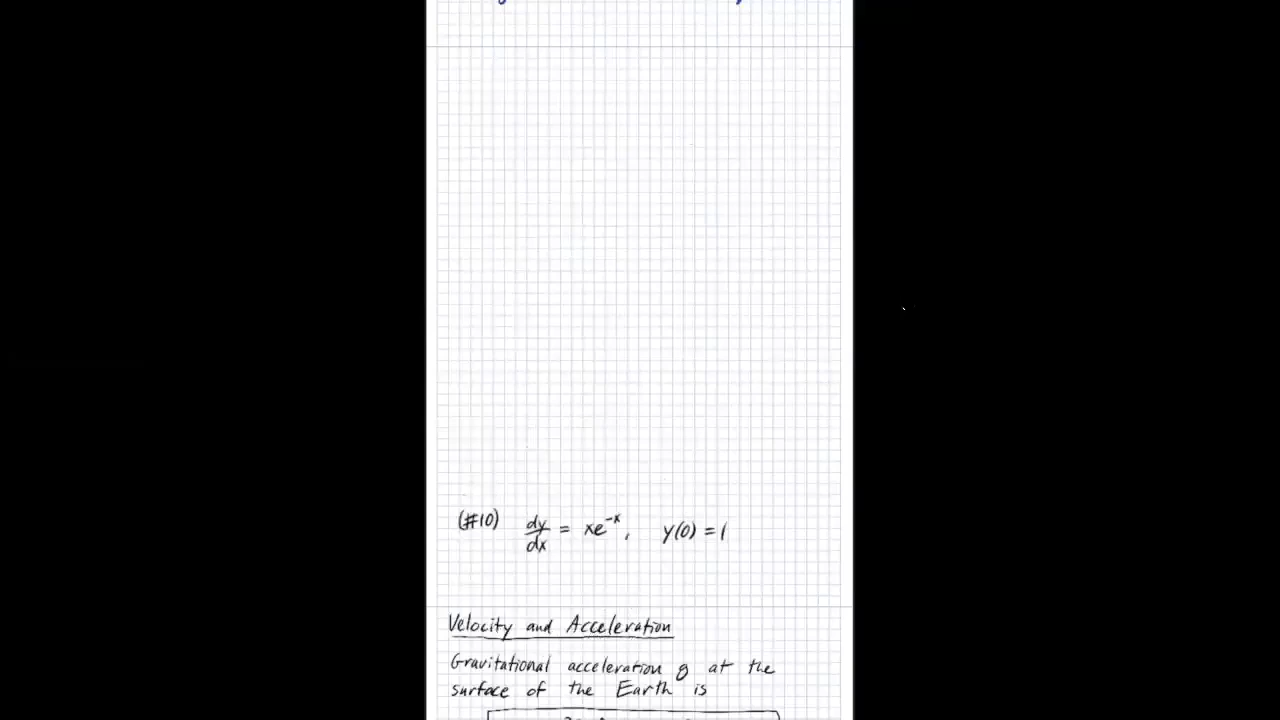 (#10) dy/dx = xe^{-x}, y(0) = 1
Velocity and Acceleration
Gravitational acceleration g at the
surface of the Earth is